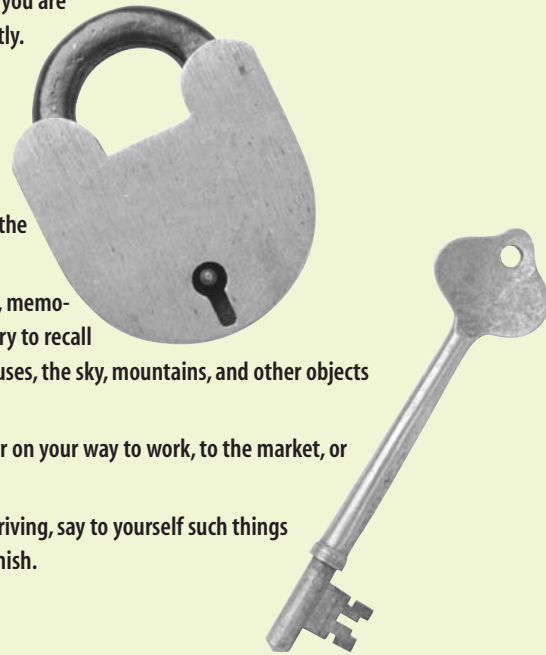 you are
tly.
the
, memo-
ry to recall
uses, the sky, mountains, and other objects
r on your way to work, to the market, or
riving, say to yourself such things
nish.